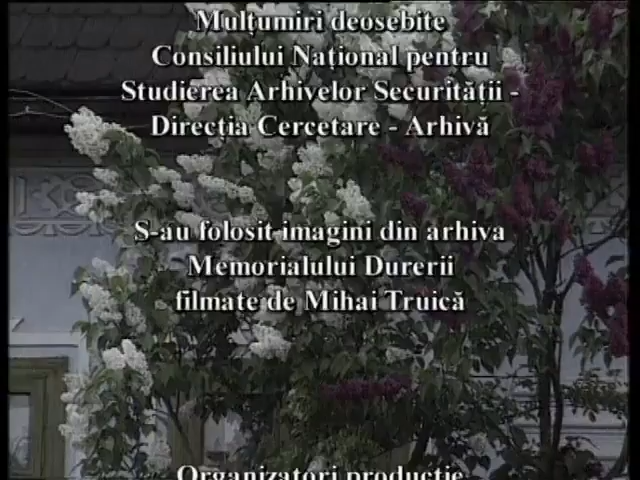 Mulțumiri deosebite
Consiliului Național pentru
Studierea Arhivelor Securității -
Direcția Cercetare - Arhivă
S-au folosit imagini din arhiva
Memorialului Durerii
filmate de Mihai Truică
Organizatori producție